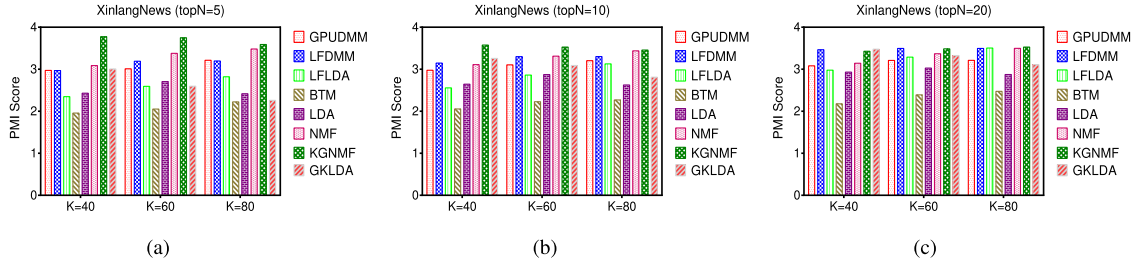 XinlangNews (topN=5)
PMI Score
4
3
2
1
0
K=40 K=60 K=80
GPUDMM
LFDMM
LFLDA
BTM
LDA
NMF
KGNMF
GKLDA
(a)
XinlangNews (topN=10)
PMI Score
4
3
2
1
0
K=40 K=60 K=80
GPUDMM
LFDMM
LFLDA
BTM
LDA
NMF
KGNMF
GKLDA
(b)
XinlangNews (topN=20)
PMI Score
4
3
2
1
0
K=40 K=60 K=80
GPUDMM
LFDMM
LFLDA
BTM
LDA
NMF
KGNMF
GKLDA
(c)